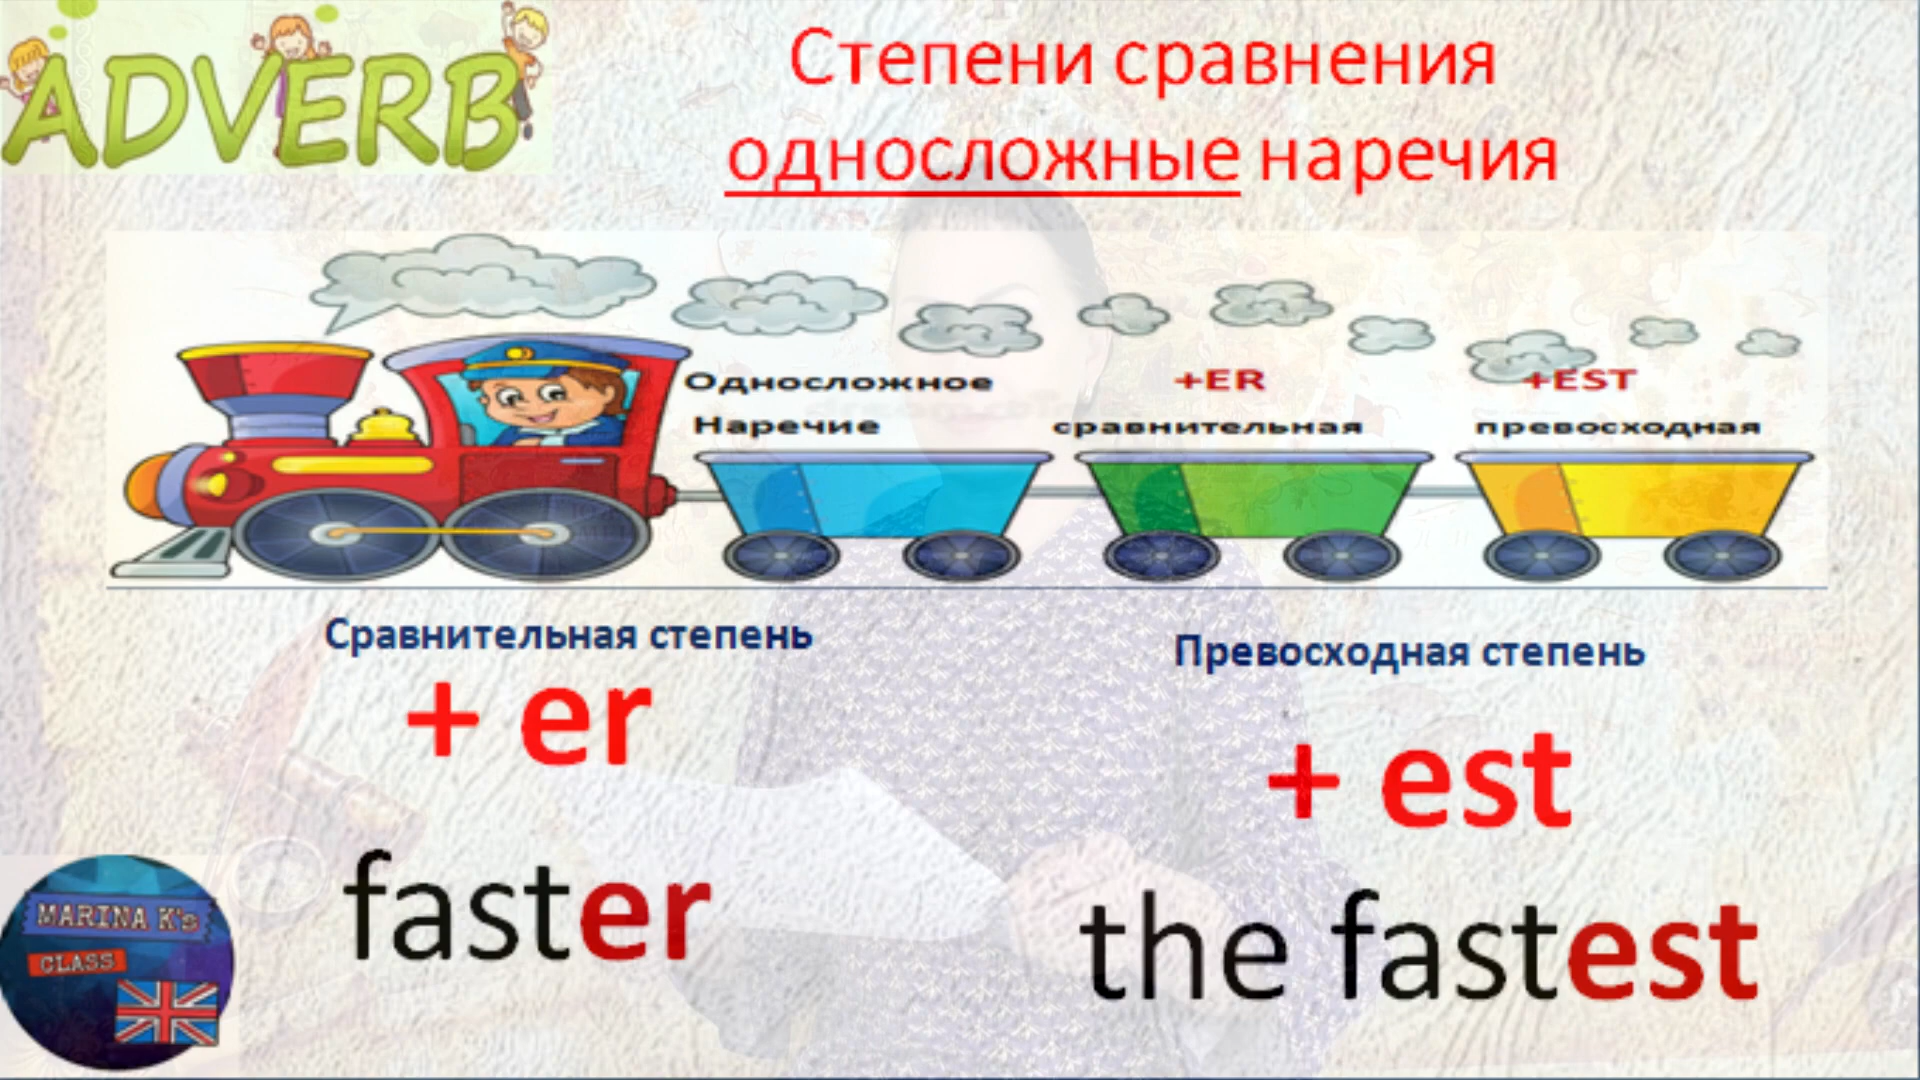 ADVERB
Степени сравнения
односложные наречия
Односложное
Наречие
+ER
сравнительная
+EST
превосходная
Сравнительная степень
+ er
faster
Превосходная степень
+ est
the fastest
MARINA K's
CLASS